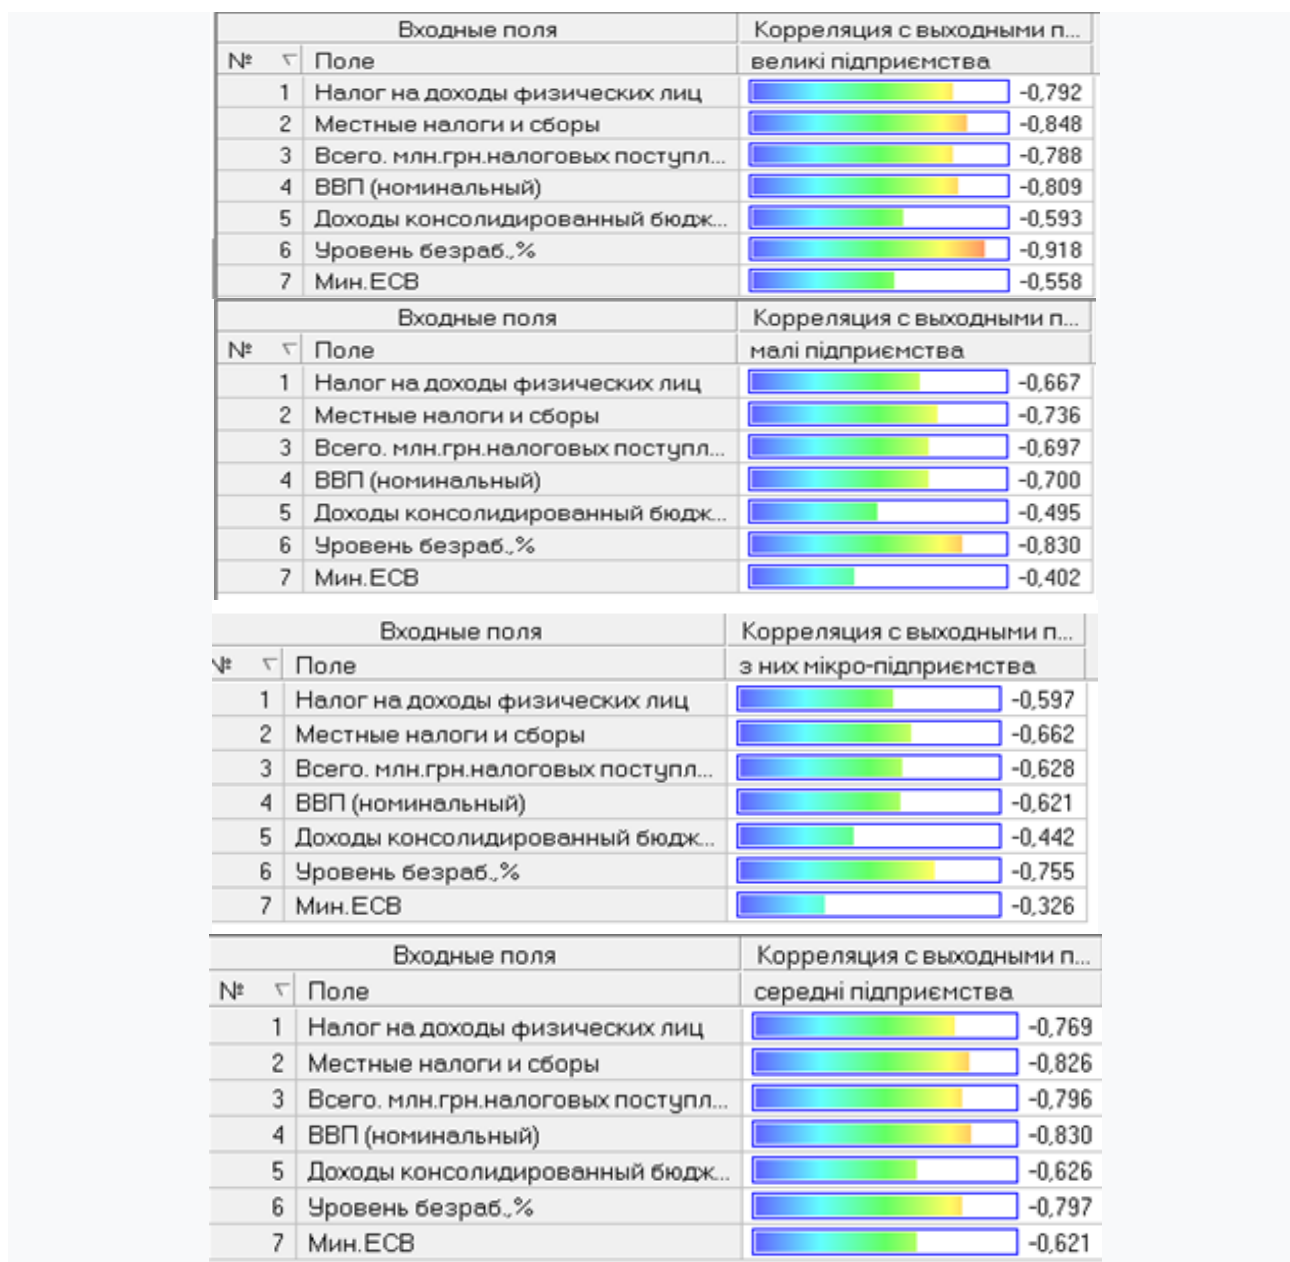 Входные поля Корреляция с выходными п...
№ Поле великі підприємства
1 Налог на доходы физических лиц -0,792
2 Местные налоги и сборы -0,848
3 Всего. млн.грн.налоговых поступл... -0,788
4 ВВП (номинальный) -0,809
5 Доходы консолидированный бюдж... -0,593
6 Уровень безраб.,% -0,918
7 Мин.ЕСВ -0,558
Входные поля Корреляция с выходными п...
№ Поле малі підприємства
1 Налог на доходы физических лиц -0,667
2 Местные налоги и сборы -0,736
3 Всего. млн.грн.налоговых поступл... -0,697
4 ВВП (номинальный) -0,700
5 Доходы консолидированный бюдж... -0,495
6 Уровень безраб.,% -0,830
7 Мин.ЕСВ -0,402
Входные поля Корреляция с выходными п...
№ Поле з них мікро-підприємства
1 Налог на доходы физических лиц -0,597
2 Местные налоги и сборы -0,662
3 Всего. млн.грн.налоговых поступл... -0,628
4 ВВП (номинальный) -0,621
5 Доходы консолидированный бюдж... -0,442
6 Уровень безраб.,% -0,755
7 Мин.ЕСВ -0,326
Входные поля Корреляция с выходными п...
№ Поле середні підприємства
1 Налог на доходы физических лиц -0,769
2 Местные налоги и сборы -0,826
3 Всего. млн.грн.налоговых поступл... -0,796
4 ВВП (номинальный) -0,830
5 Доходы консолидированный бюдж... -0,626
6 Уровень безраб.,% -0,797
7 Мин.ЕСВ -0,621